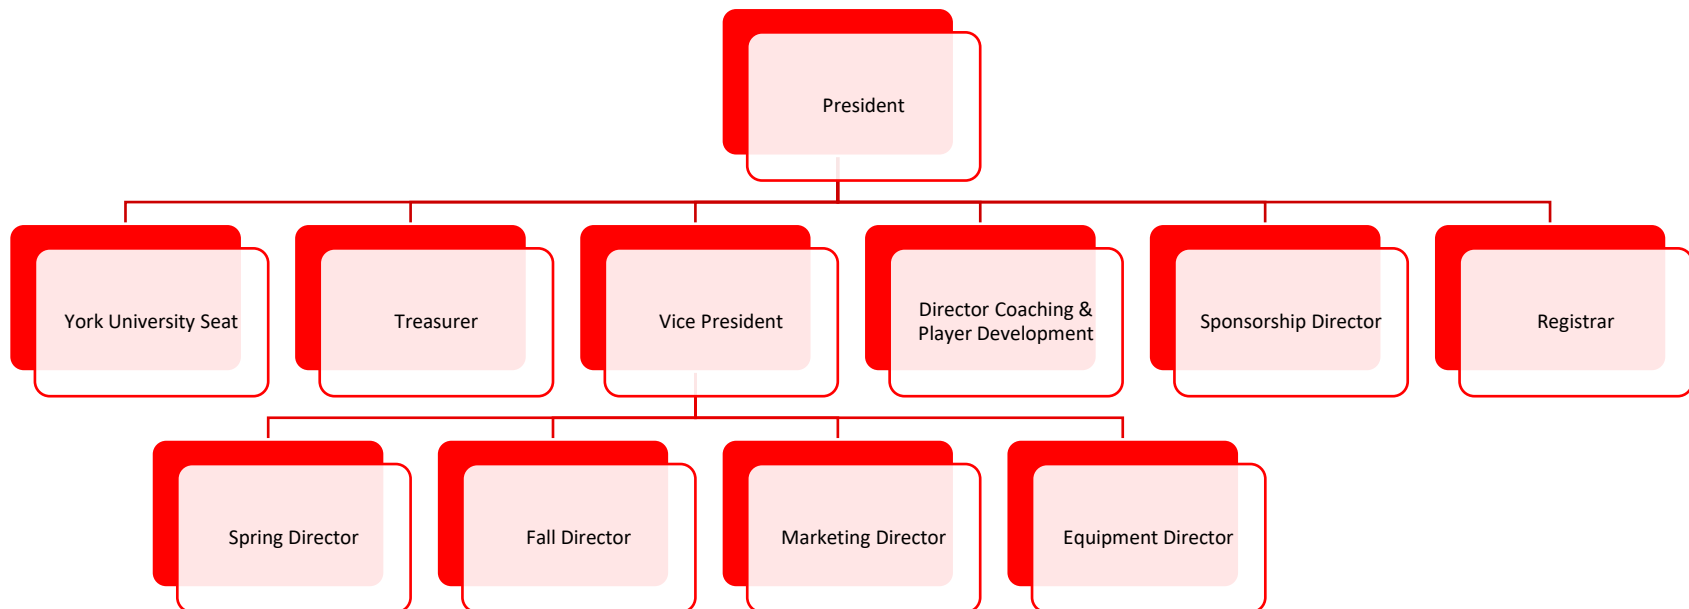 President
York University Seat
Treasurer
Vice President
Director Coaching &
Player Development
Sponsorship Director
Registrar
Spring Director
Fall Director
Marketing Director
Equipment Director